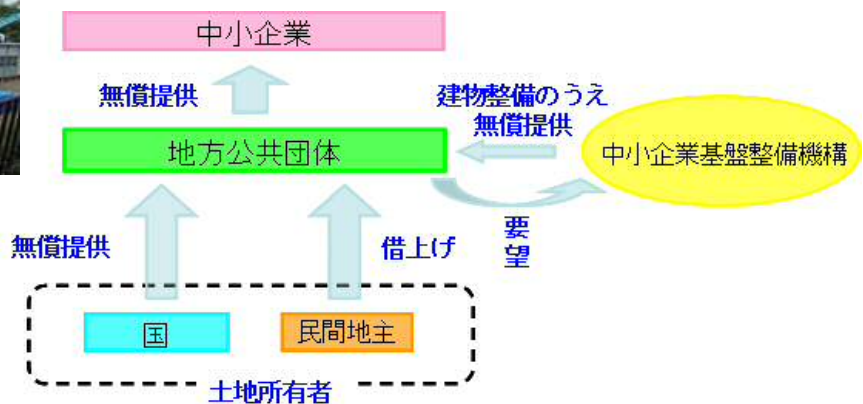 中小企業
無償提供
建物整備のうえ
無償提供
地方公共団体
中小企業基盤整備機構
無償提供
借上げ
要
望
国
民間地主
土地所有者